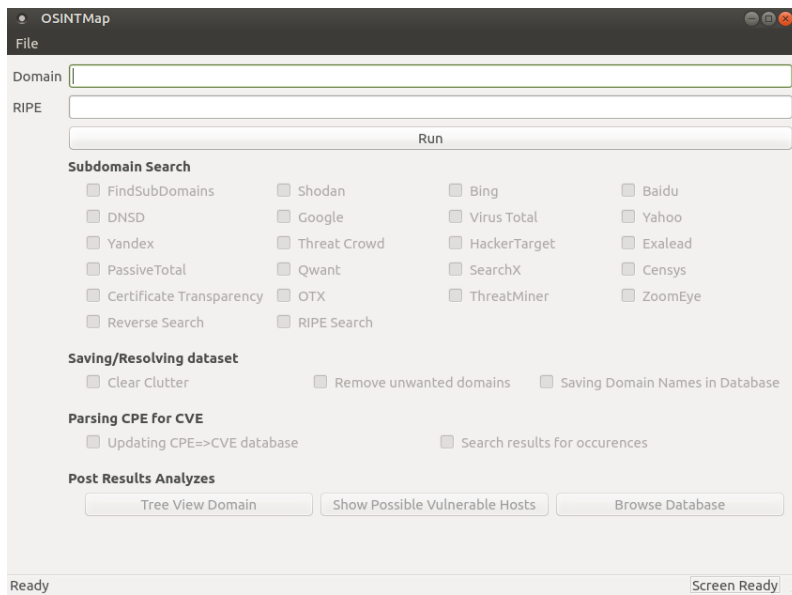 OSINTMap
File
Domain
RIPE
Run
Subdomain Search
FindSubDomains Shodan Bing Baidu
DNSD Google Virus Total Yahoo
Yandex Threat Crowd HackerTarget Exalead
PassiveTotal Qwant SearchX Censys
Certificate Transparency OTX ThreatMiner ZoomEye
Reverse Search RIPE Search
Saving/Resolving dataset
Clear Clutter Remove unwanted domains Saving Domain Names in Database
Parsing CPE for CVE
Updating CPE=>CVE database Search results for occurences
Post Results Analyzes
Tree View Domain Show Possible Vulnerable Hosts Browse Database
Ready Screen Ready